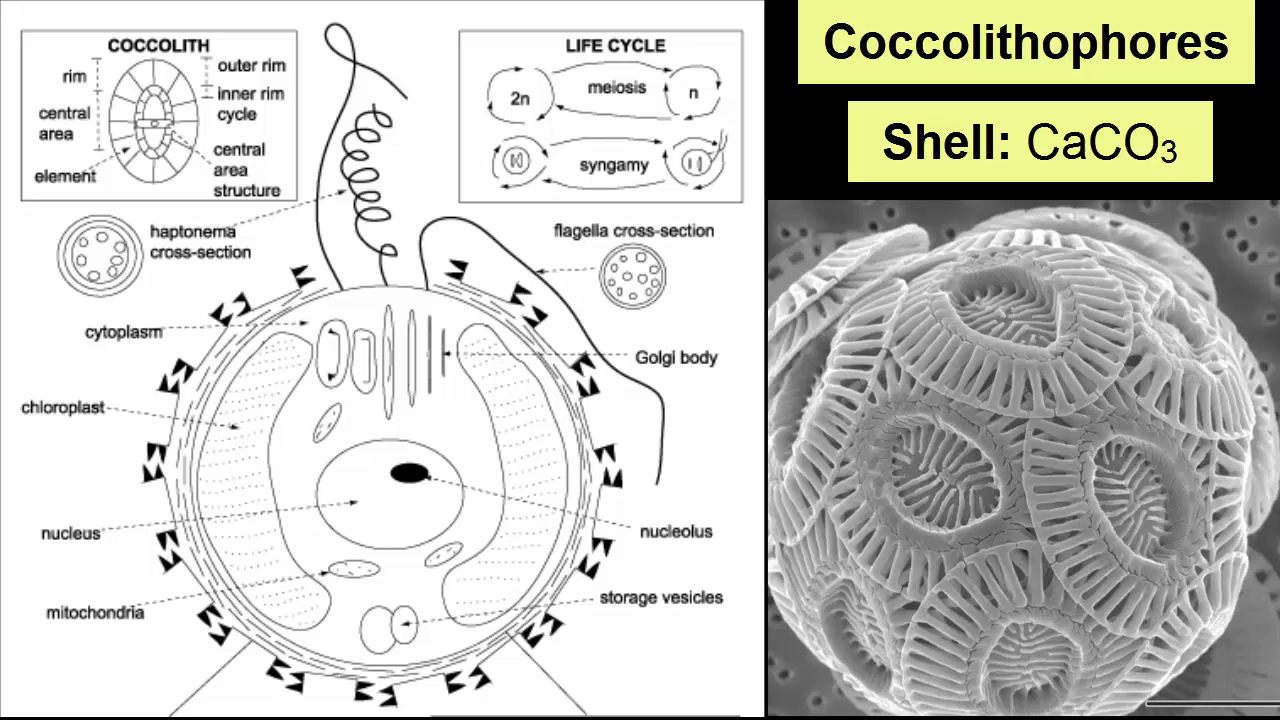 COCCOLITH
rim
outer rim
inner rim
cycle
central
area
central
area
structure
element
LIFE CYCLE
2n
meiosis
n
syngamy
haptonema
cross-section
flagella cross-section
cytoplasm
Golgi body
chloroplast
nucleus
nucleolus
mitochondria
storage vesicles
Coccolithophores
Shell: CaCO₃